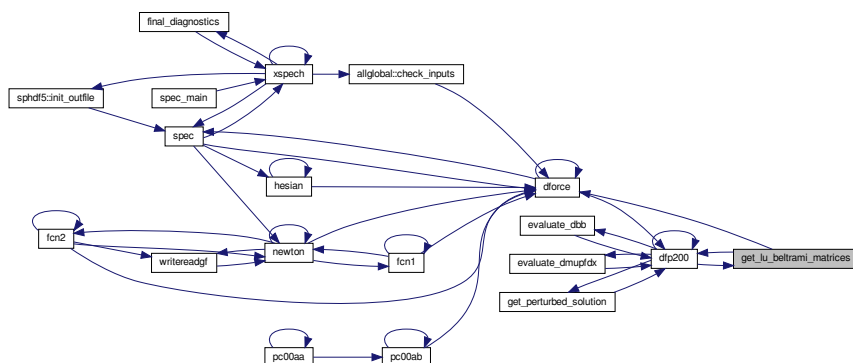 final_diagnostics
xspech
allglobal::check_inputs
sphdf5::init_outfile
spec_main
spec
hesian
dforce
evaluate_dbb
fcn2
newton
fcn1
writereadgf
evaluate_dmupfdx
dfp200
get_lu_beltrami_matrices
get_perturbed_solution
pc00aa
pc00ab